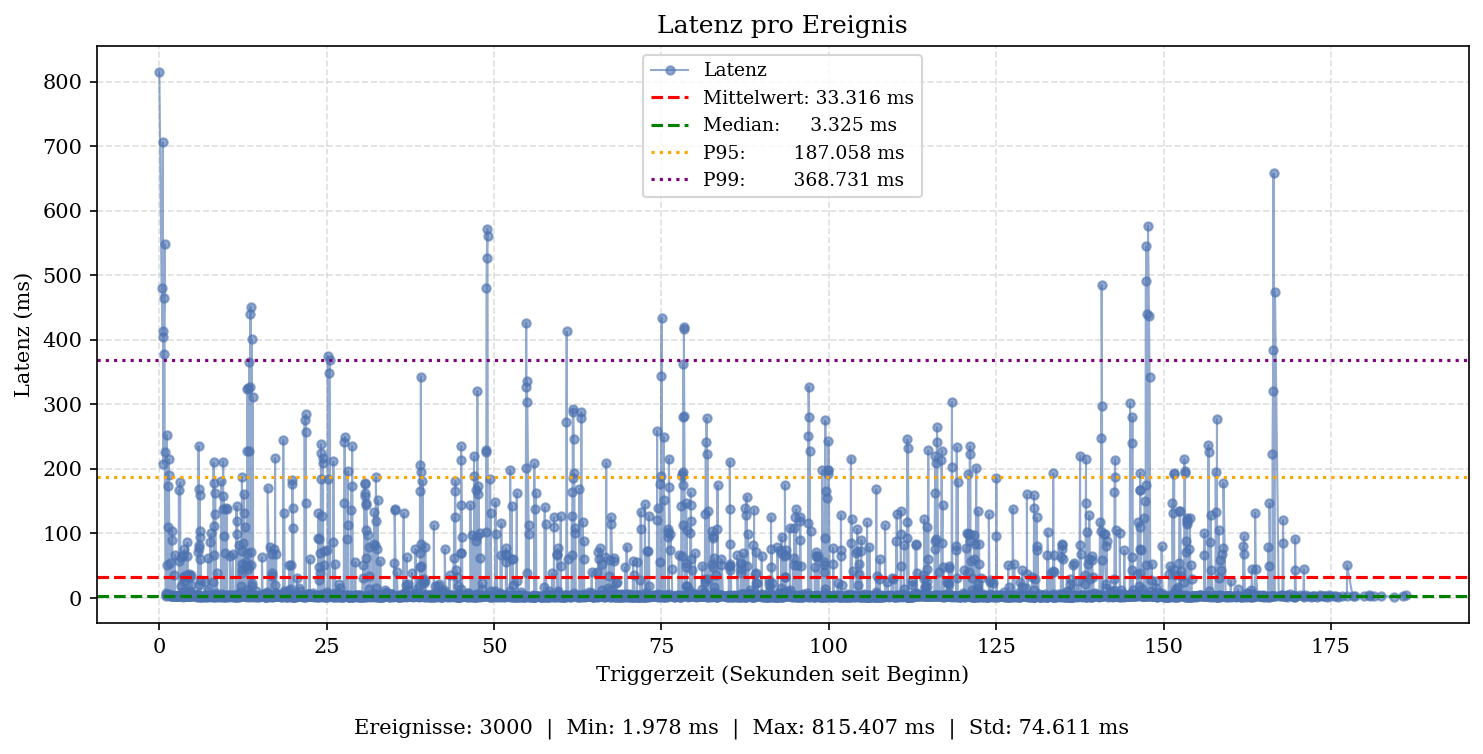 Latenz pro Ereignis
Latenz
Mittelwert: 33.316 ms
Median: 3.325 ms
P95: 187.058 ms
P99: 368.731 ms
Latenz (ms)
800
700
600
500
400
300
200
100
0
0 25 50 75 100 125 150 175
Triggerzeit (Sekunden seit Beginn)
Ereignisse: 3000 | Min: 1.978 ms | Max: 815.407 ms | Std: 74.611 ms